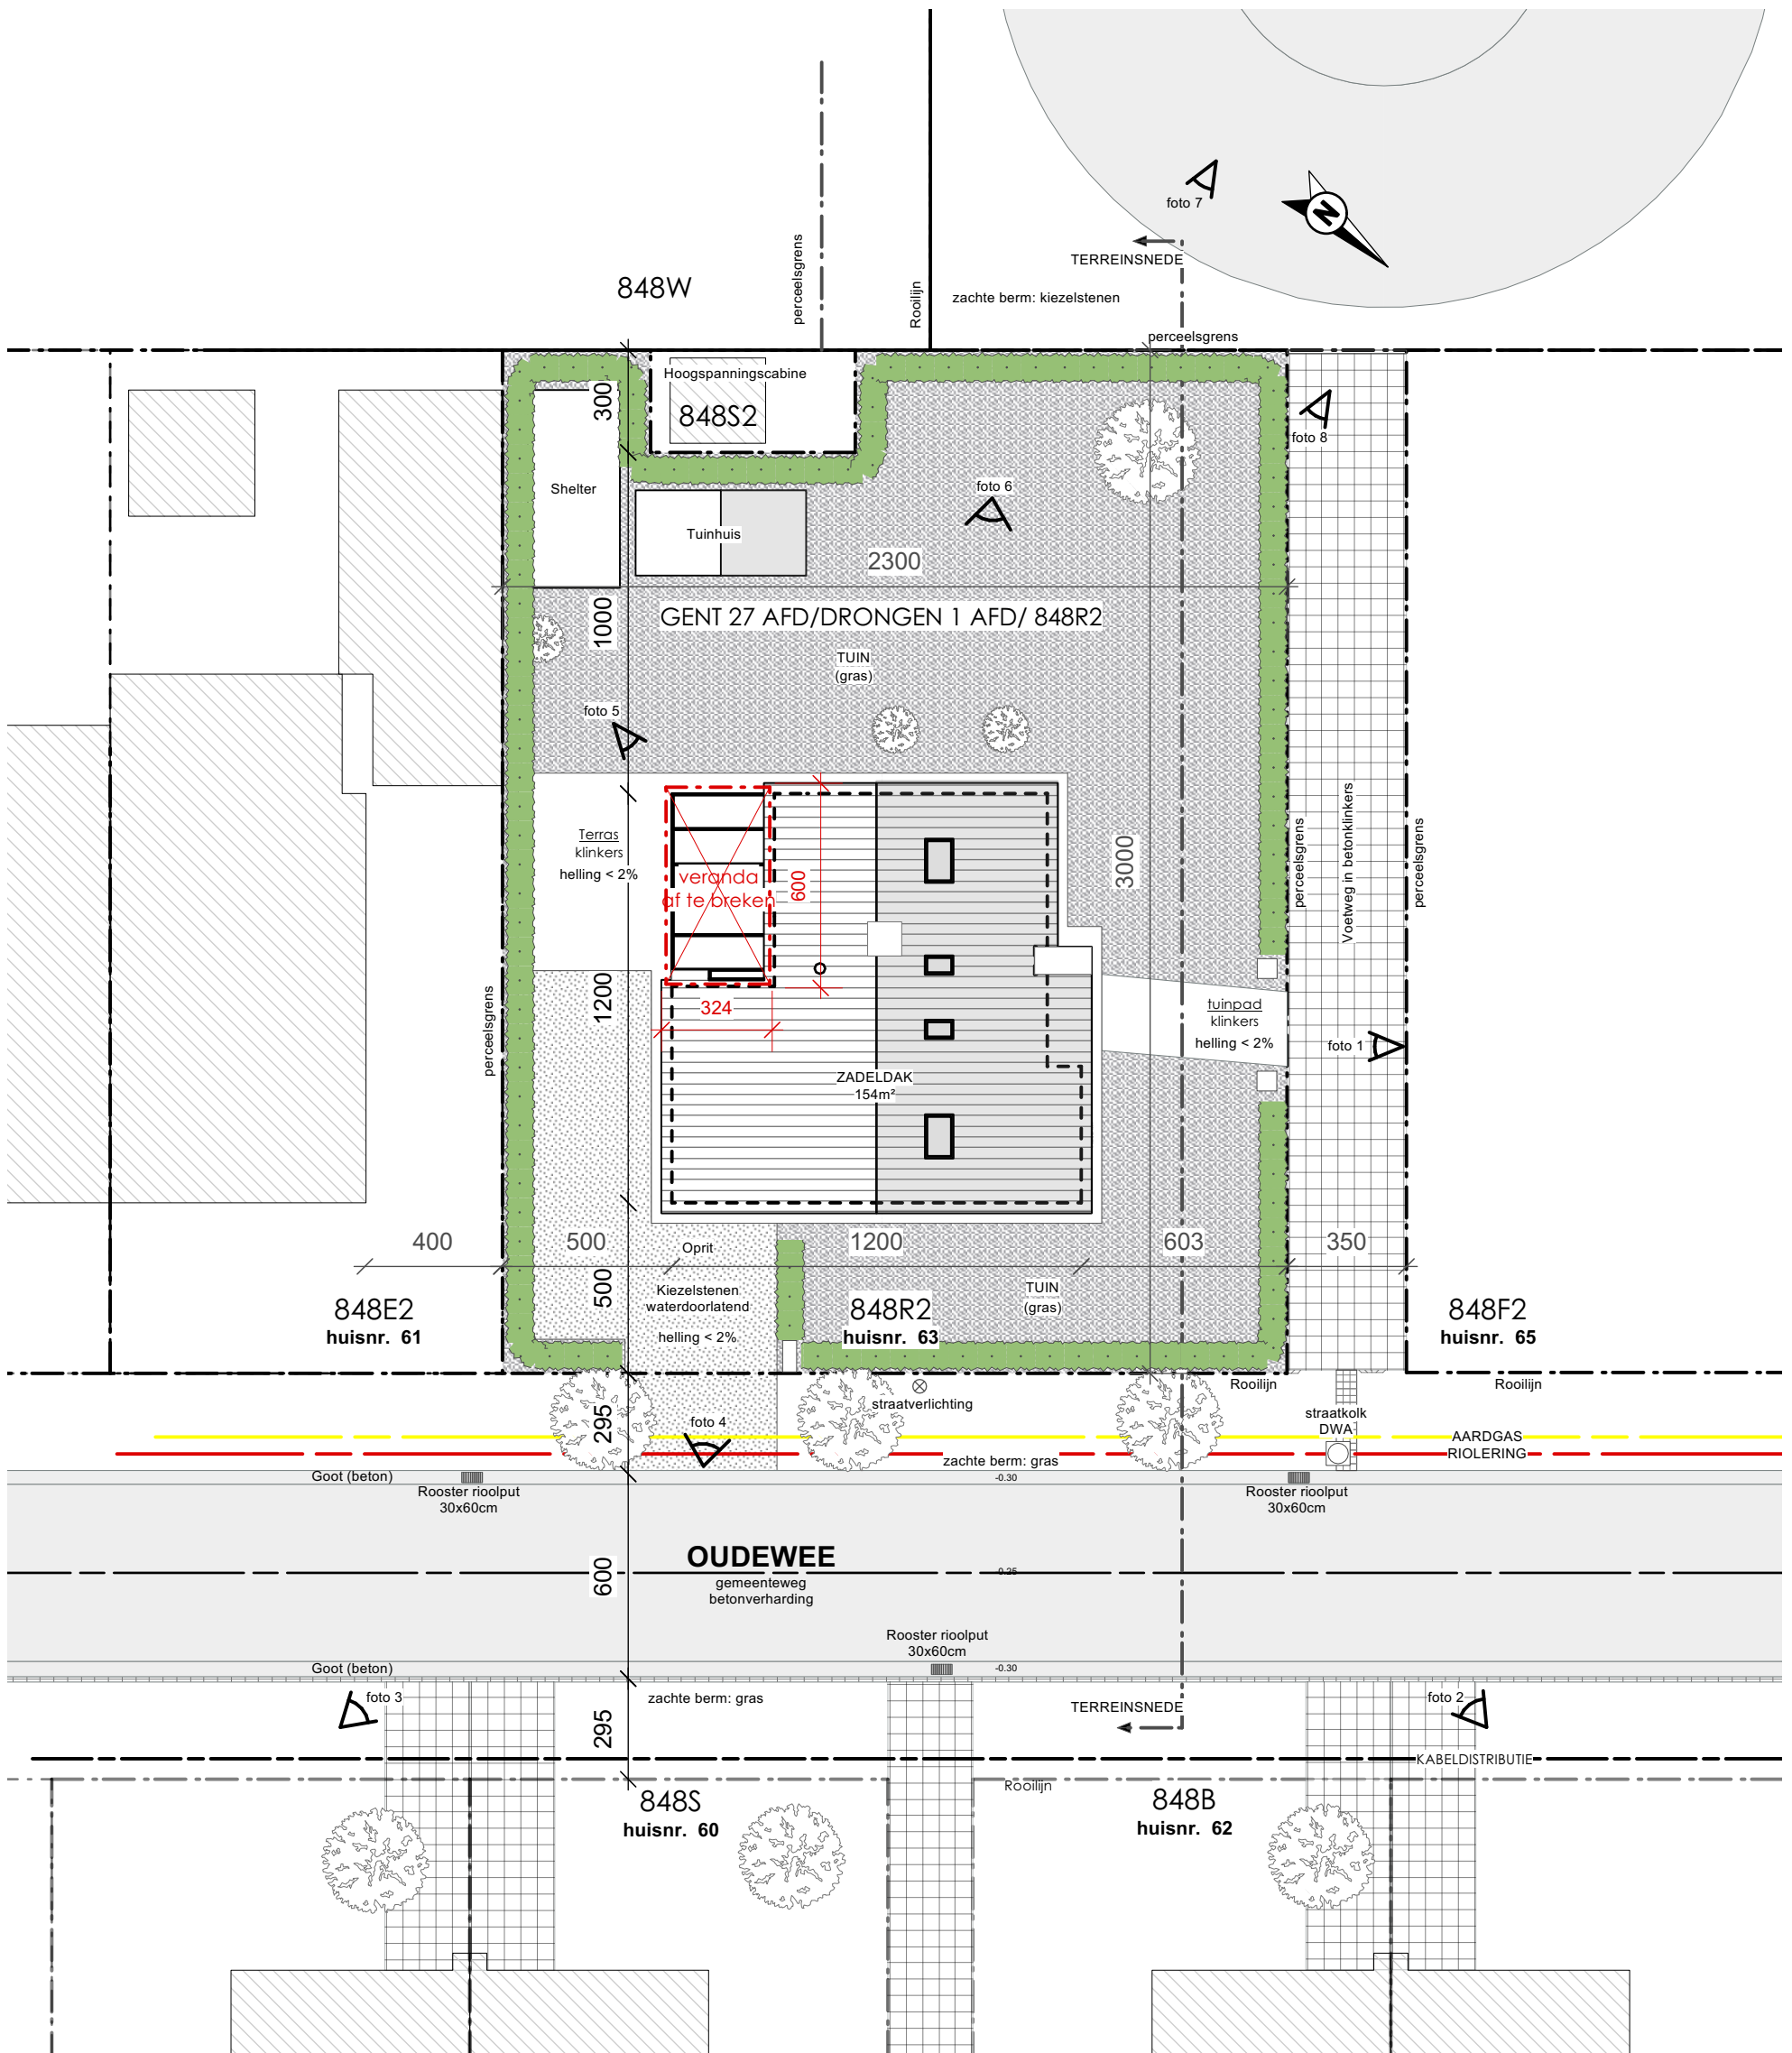 foto 7
N
TERREINSNEDE
848W
perceelsgrens
Rooilijn
zachte berm: kiezelstenen
perceelsgrens
Hoogspanningscabine
848S2
300
foto 8
Shelter
foto 6
Tuinhuis
2300
1000
GENT 27 AFD/DRONGEN 1 AFD/ 848R2
TUIN
(gras)
foto 5
Terras
klinkers
helling < 2%
veranda
af te breken
600
3000
perceelsgrens
Voetweg in betonklinkers
perceelsgrens
perceelsgrens
1200
324
tuinpad
klinkers
helling < 2%
foto 1
ZADELDAK
154m²
400
500
Oprit
1200
603
350
500
Kiezelstenen
waterdoorlatend
helling < 2%
TUIN
(gras)
848E2
huisnr. 61
848R2
huisnr. 63
848F2
huisnr. 65
Rooilijn
Rooilijn
straatverlichting
295
foto 4
straatkolk
DWA
AARDGAS
RIOLERING
zachte berm: gras
Goot (beton)
-0.30
Rooster rioolput
30x60cm
Rooster rioolput
30x60cm
OUDEWEE
gemeenteweg
betonverharding
600
-0.25
Rooster rioolput
30x60cm
Goot (beton)
-0.30
foto 3
zachte berm: gras
295
TERREINSNEDE
foto 2
KABELDISTRIBUTIE
Rooilijn
848S
huisnr. 60
848B
huisnr. 62